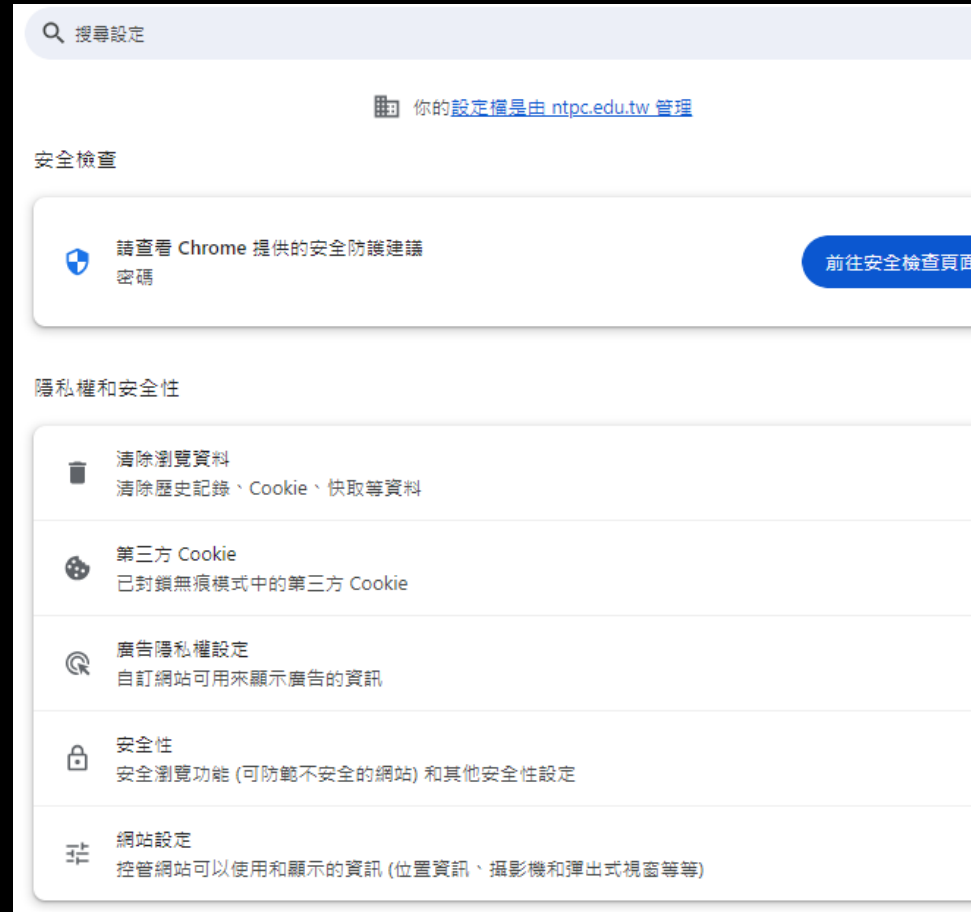 搜尋設定
你的設定檔是由 ntpc.edu.tw 管理
安全檢查
請查看 Chrome 提供的安全防護建議
密碼
前往安全檢查頁面
隱私權和安全性
清除瀏覽資料
清除歷史記錄、Cookie、快取等資料
第三方 Cookie
已封鎖無痕模式中的第三方 Cookie
廣告隱私權設定
自訂網站可用來顯示廣告的資訊
安全性
安全瀏覽功能 (可防範不安全的網站) 和其他安全性設定
網站設定
控管網站可以使用和顯示的資訊 (位置資訊、攝影機和彈出式視窗等等)